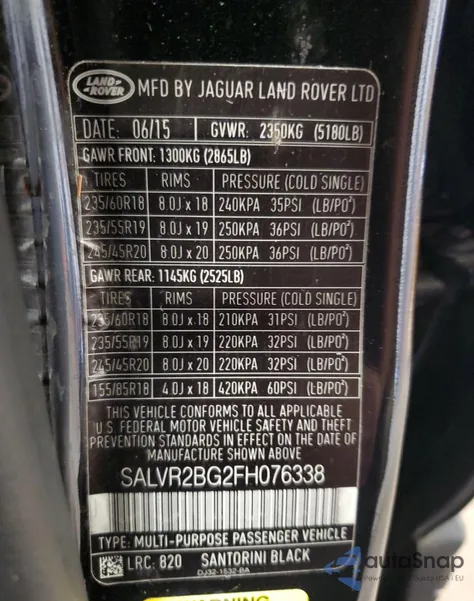 LAND ROVER MFD BY JAGUAR LAND ROVER LTD
DATE: 06/15 GVWR: 2350KG (5180LB)
GAWR FRONT: 1300KG (2865LB)
TIRES RIMS PRESSURE (COLD SINGLE)
235/60R18 8.0J x 18 240KPA 35PSI (LB/PO²)
235/55R19 8.0J x 19 250KPA 36PSI (LB/PO²)
245/45R20 8.0J x 20 250KPA 36PSI (LB/PO²)
GAWR REAR: 1145KG (2525LB)
TIRES RIMS PRESSURE (COLD SINGLE)
235/60R18 8.0J x 18 210KPA 31PSI (LB/PO²)
235/55R19 8.0J x 19 220KPA 32PSI (LB/PO²)
245/45R20 8.0J x 20 220KPA 32PSI (LB/PO²)
155/85R18 4.0J x 18 420KPA 60PSI (LB/PO²)
THIS VEHICLE CONFORMS TO ALL APPLICABLE
U.S. FEDERAL MOTOR VEHICLE SAFETY AND THEFT
PREVENTION STANDARDS IN EFFECT ON THE DATE OF
MANUFACTURE SHOWN ABOVE.
SALVR2BG2FH076338
TYPE: MULTI-PURPOSE PASSENGER VEHICLE
LRC: 820 SANTORINI BLACK
DJ32-1532-BA
autoSnap
WARNING